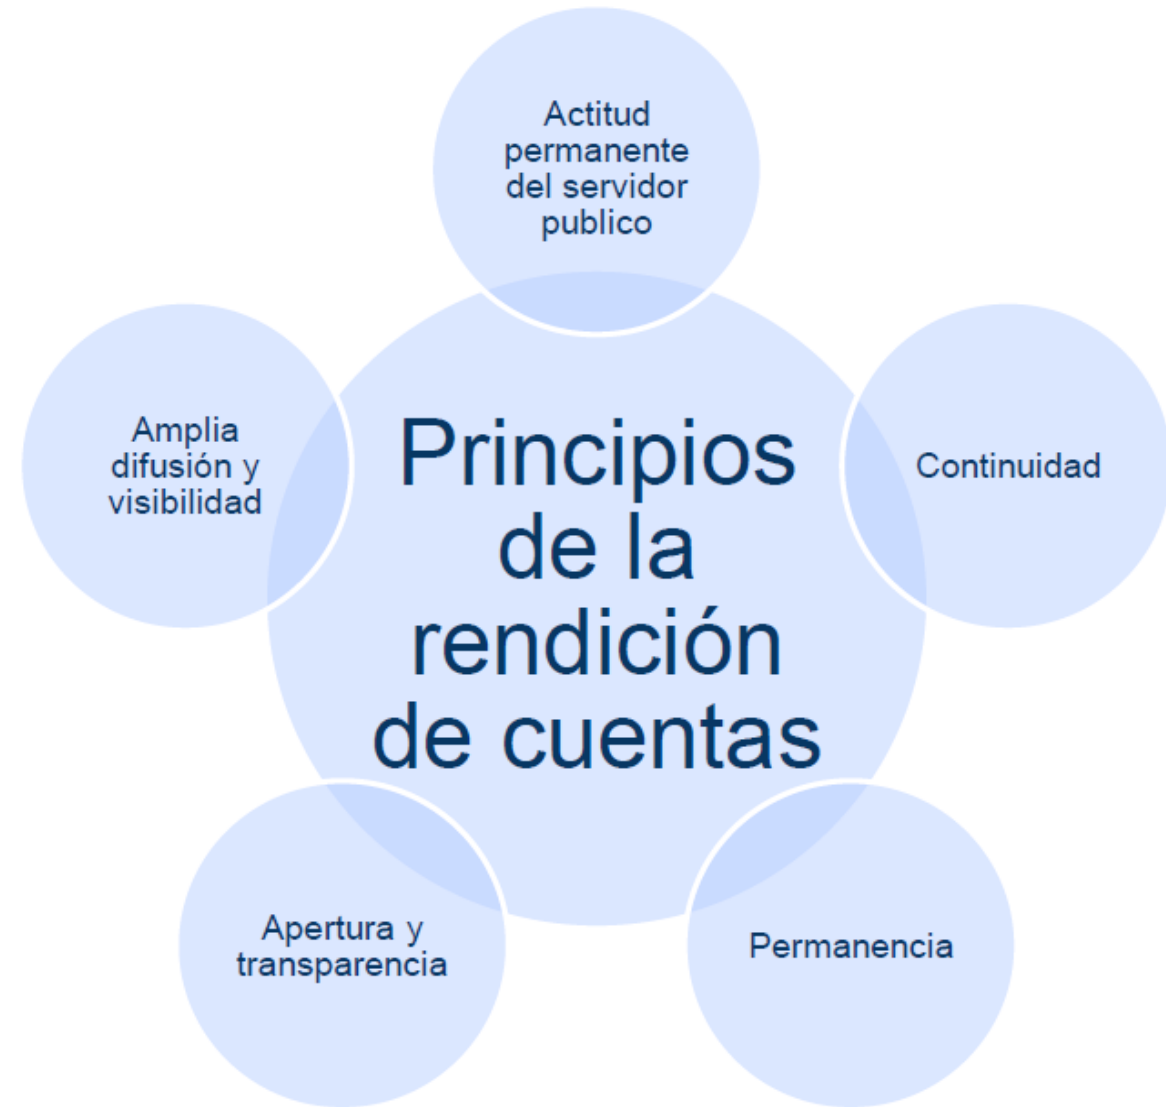 Actitud
permanente
del servidor
publico
Amplia
difusión y
visibilidad
Principios
de la
rendición
de cuentas
Continuidad
Apertura y
transparencia
Permanencia